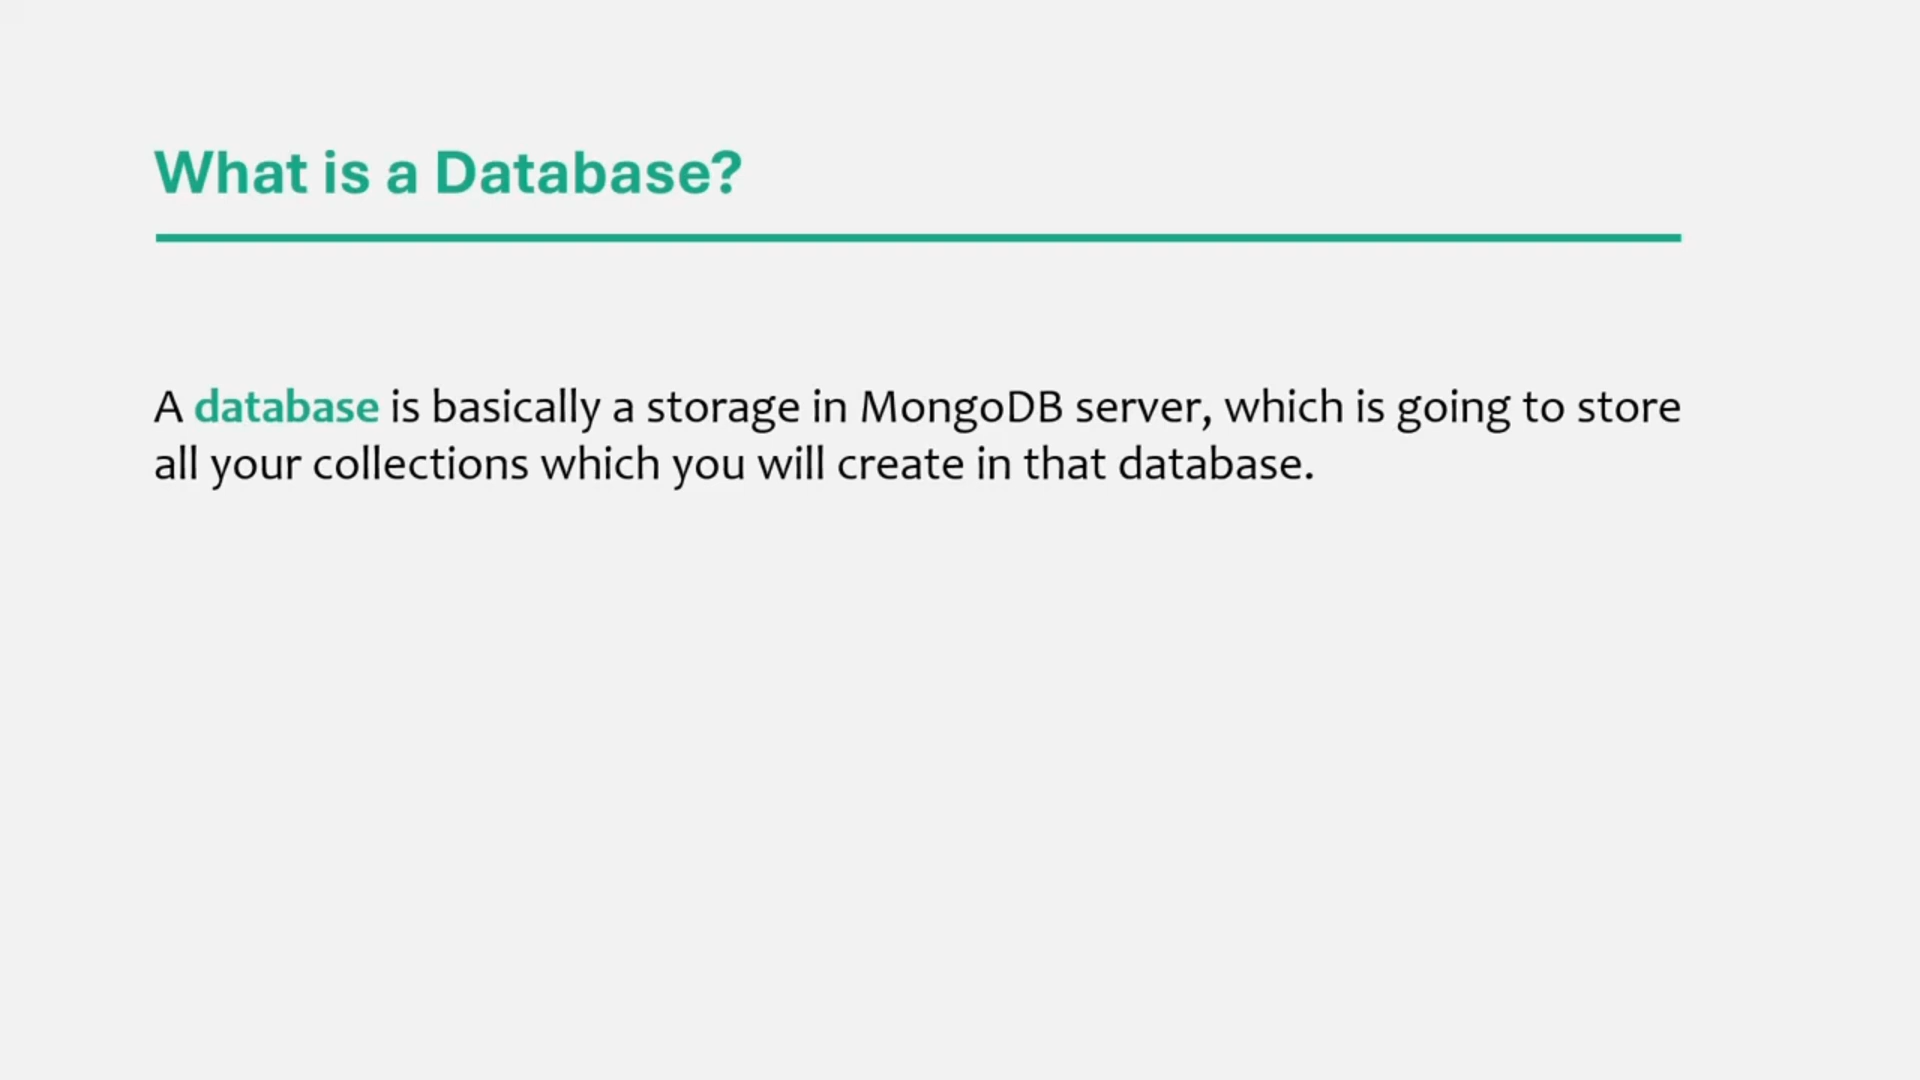 What is a Database?
A database is basically a storage in MongoDB server, which is going to store
all your collections which you will create in that database.